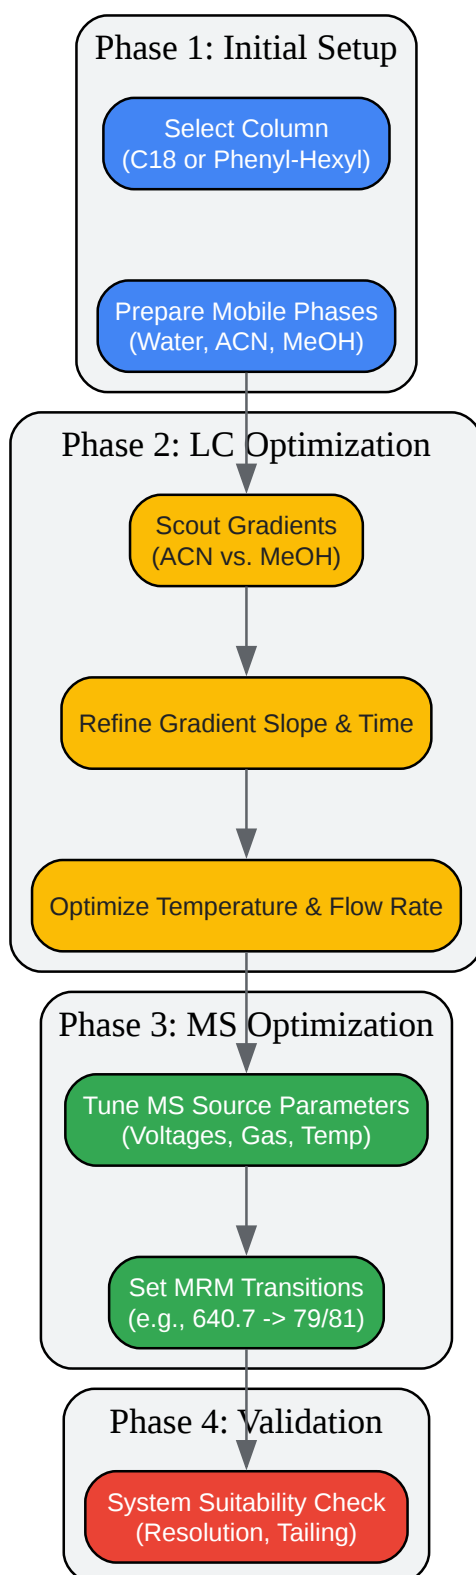 Phase 1: Initial Setup
Select Column
(C18 or Phenyl-Hexyl)
Prepare Mobile Phases
(Water, ACN, MeOH)
Phase 2: LC Optimization
Scout Gradients
(ACN vs. MeOH)
Refine Gradient Slope & Time
Optimize Temperature & Flow Rate
Phase 3: MS Optimization
Tune MS Source Parameters
(Voltages, Gas, Temp)
Set MRM Transitions
(e.g., 640.7 -> 79/81)
Phase 4: Validation
System Suitability Check
(Resolution, Tailing)